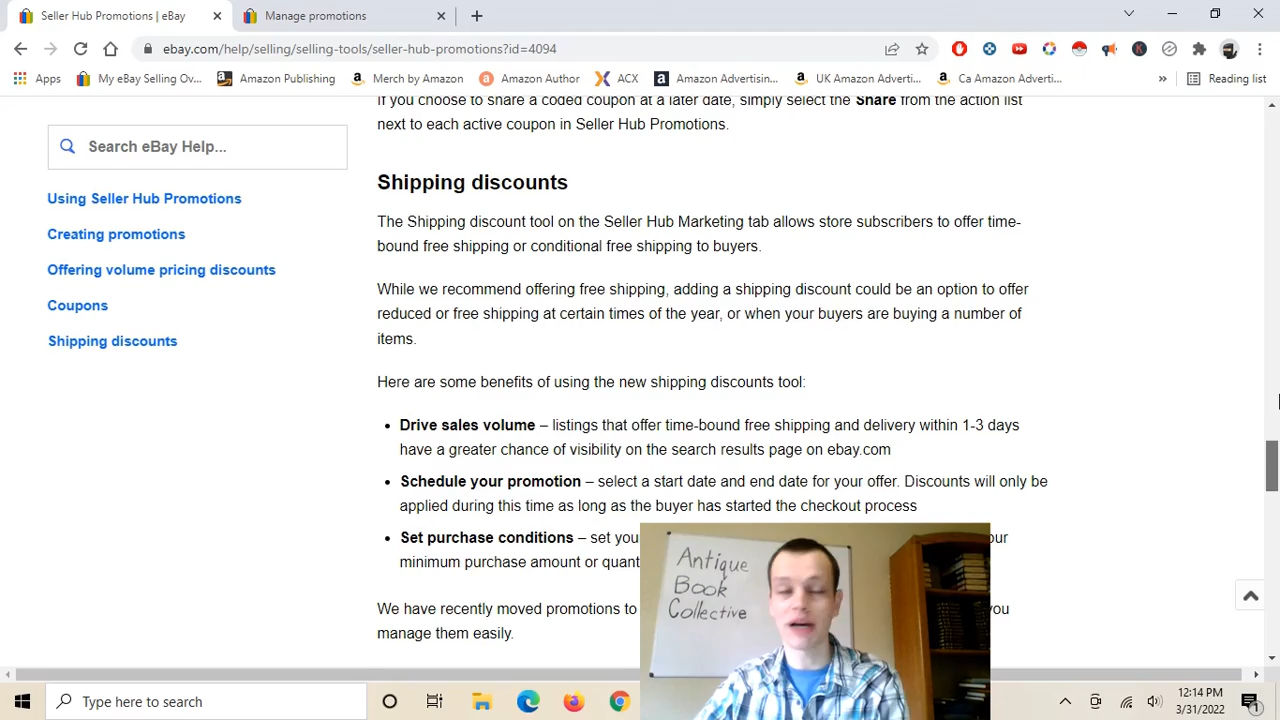 Seller Hub Promotions | eBay
Manage promotions
ebay.com/help/selling/selling-tools/seller-hub-promotions?id=4094
Apps
My eBay Selling Ov...
Amazon Publishing
Merch by Amazon
Amazon Author
ACX
Amazon Advertising...
UK Amazon Adverti...
Ca Amazon Adverti...
Reading list
Search eBay Help...
Using Seller Hub Promotions
Creating promotions
Offering volume pricing discounts
Coupons
Shipping discounts
If you choose to share a coded coupon at a later date, simply select the Share from the action list
next to each active coupon in Seller Hub Promotions.
Shipping discounts
The Shipping discount tool on the Seller Hub Marketing tab allows store subscribers to offer time-
bound free shipping or conditional free shipping to buyers.
While we recommend offering free shipping, adding a shipping discount could be an option to offer
reduced or free shipping at certain times of the year, or when your buyers are buying a number of
items.
Here are some benefits of using the new shipping discounts tool:
• Drive sales volume – listings that offer time-bound free shipping and delivery within 1-3 days
have a greater chance of visibility on the search results page on ebay.com
• Schedule your promotion – select a start date and end date for your offer. Discounts will only be
applied during this time as long as the buyer has started the checkout process
• Set purchase conditions – set you
minimum purchase amount or quant
We have recently moved promotions to you
manage them easily.
Antique
Book
Collective
Type here to search
12:14 PM
3/31/2022